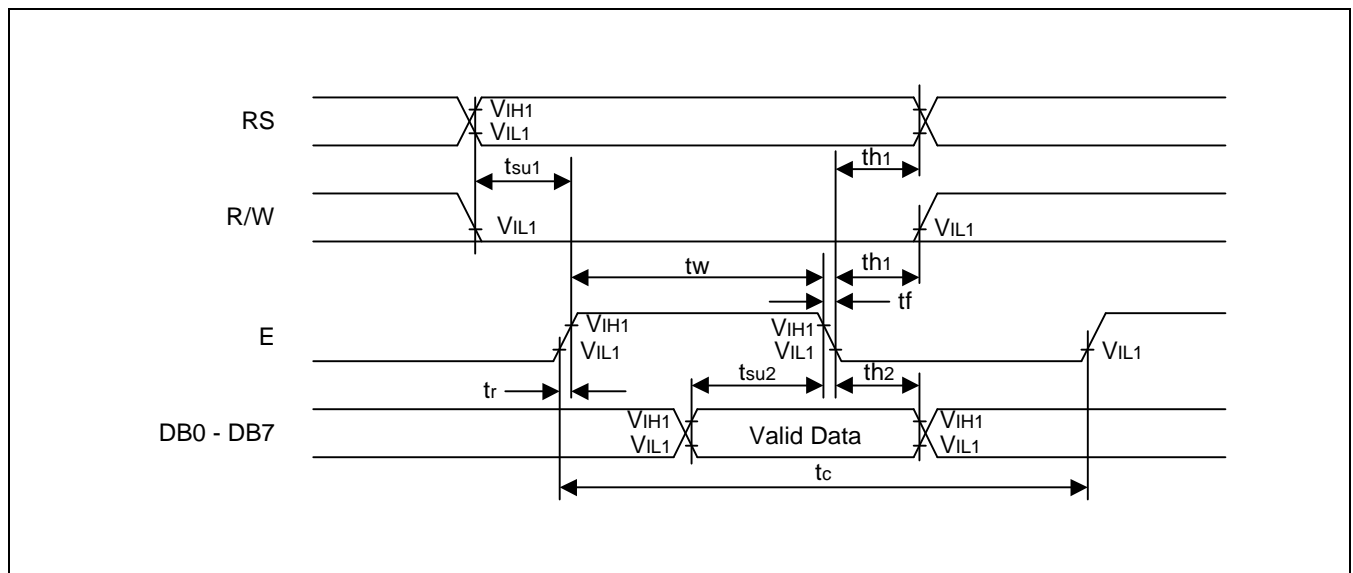 RS
VIH1
VIL1
tsu1
th1
R/W
VIL1
VIL1
tw
th1
tf
E
VIH1
VIL1
VIH1
VIL1
VIL1
tr
tsu2
th2
DB0 - DB7
VIH1
VIL1
Valid Data
VIH1
VIL1
tc